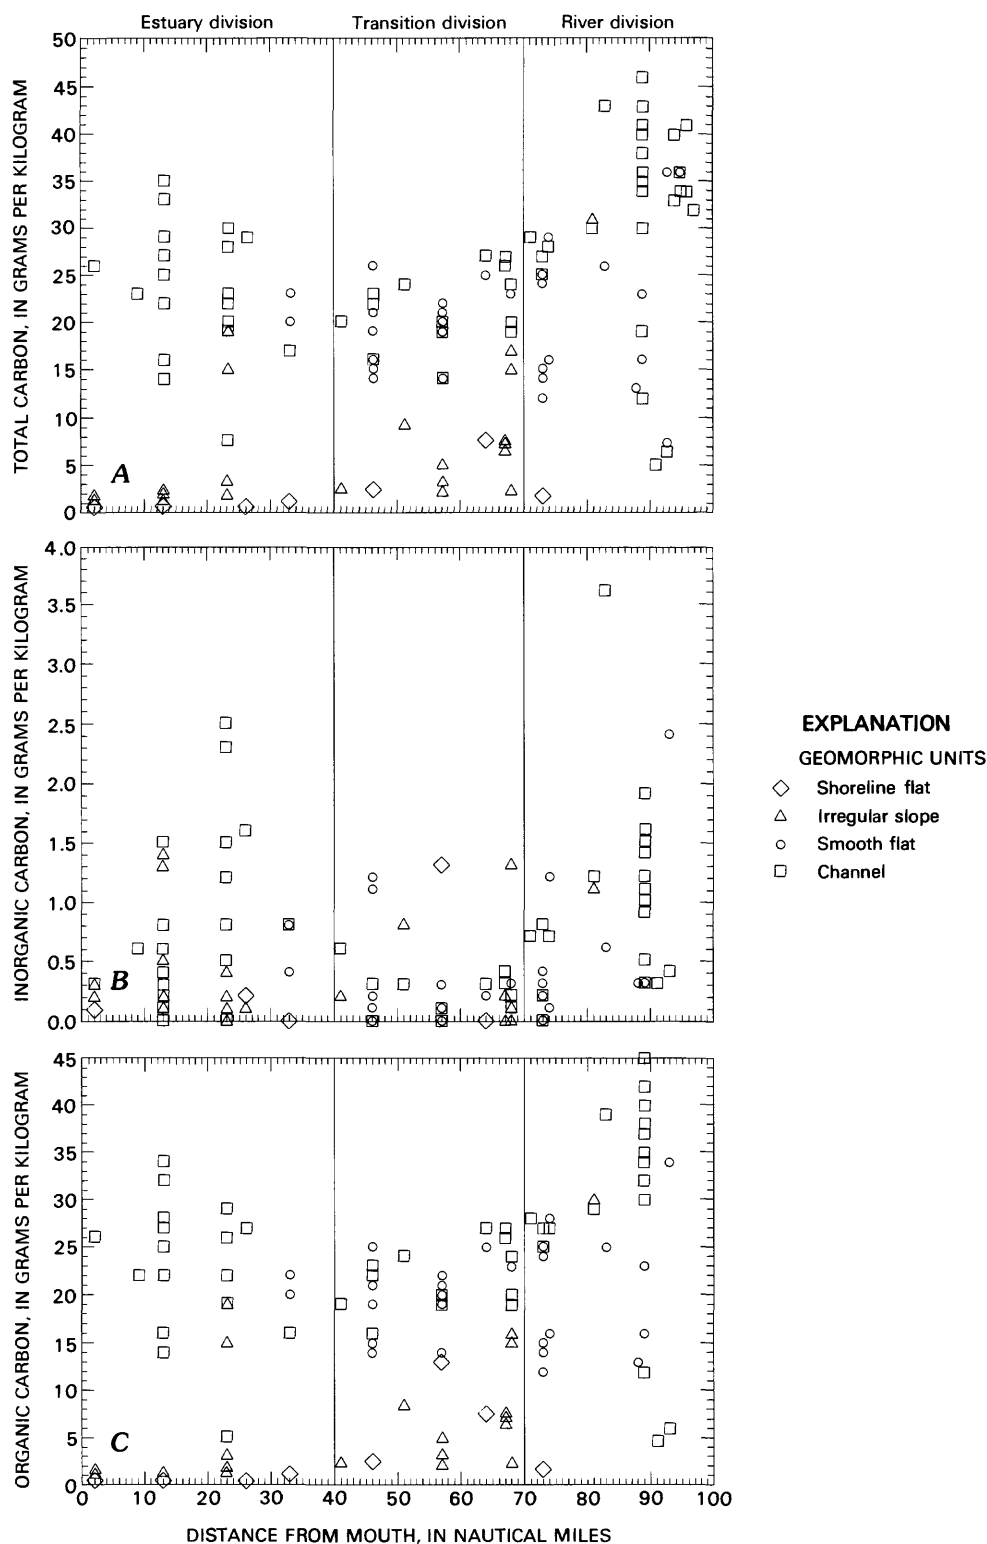 Estuary division Transition division River division
TOTAL CARBON, IN GRAMS PER KILOGRAM
50
45
40
35
30
25
20
15
10
5
0
A
INORGANIC CARBON, IN GRAMS PER KILOGRAM
4.0
3.5
3.0
2.5
2.0
1.5
1.0
0.5
0.0
B
EXPLANATION
GEOMORPHIC UNITS
Shoreline flat
Irregular slope
Smooth flat
Channel
ORGANIC CARBON, IN GRAMS PER KILOGRAM
45
40
35
30
25
20
15
10
5
0
C
0 10 20 30 40 50 60 70 80 90 100
DISTANCE FROM MOUTH, IN NAUTICAL MILES